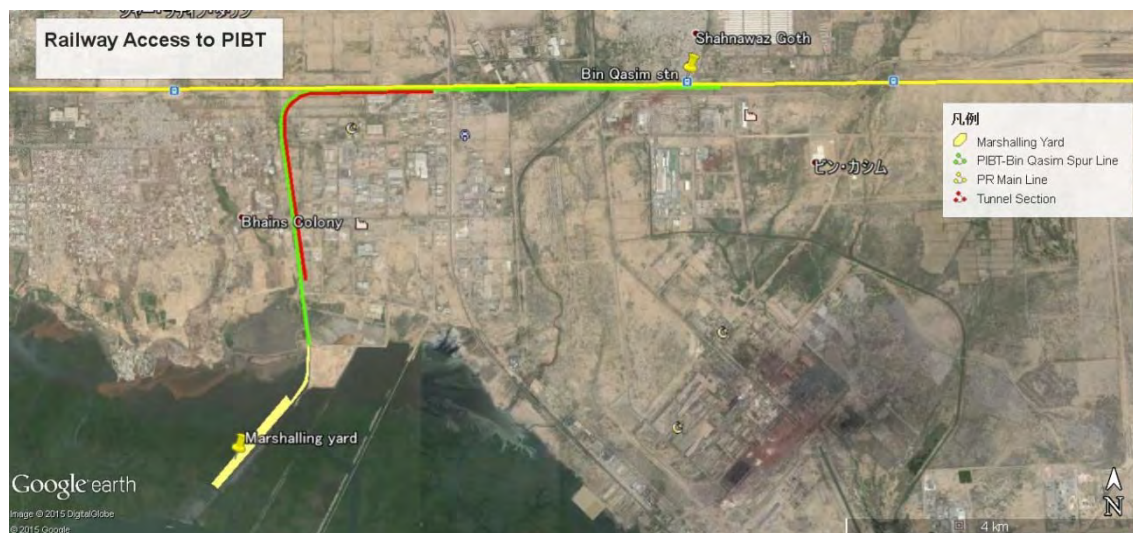 Railway Access to PIBT
Shahnawaz Goth
Bin Qasim stn
凡例
Marshalling Yard
PIBT-Bin Qasim Spur Line
PR Main Line
Tunnel Section
ビン・カシム
Bhains Colony
Marshalling yard
Google earth
Image © 2015 DigitalGlobe
© 2015 Google
N
4 km